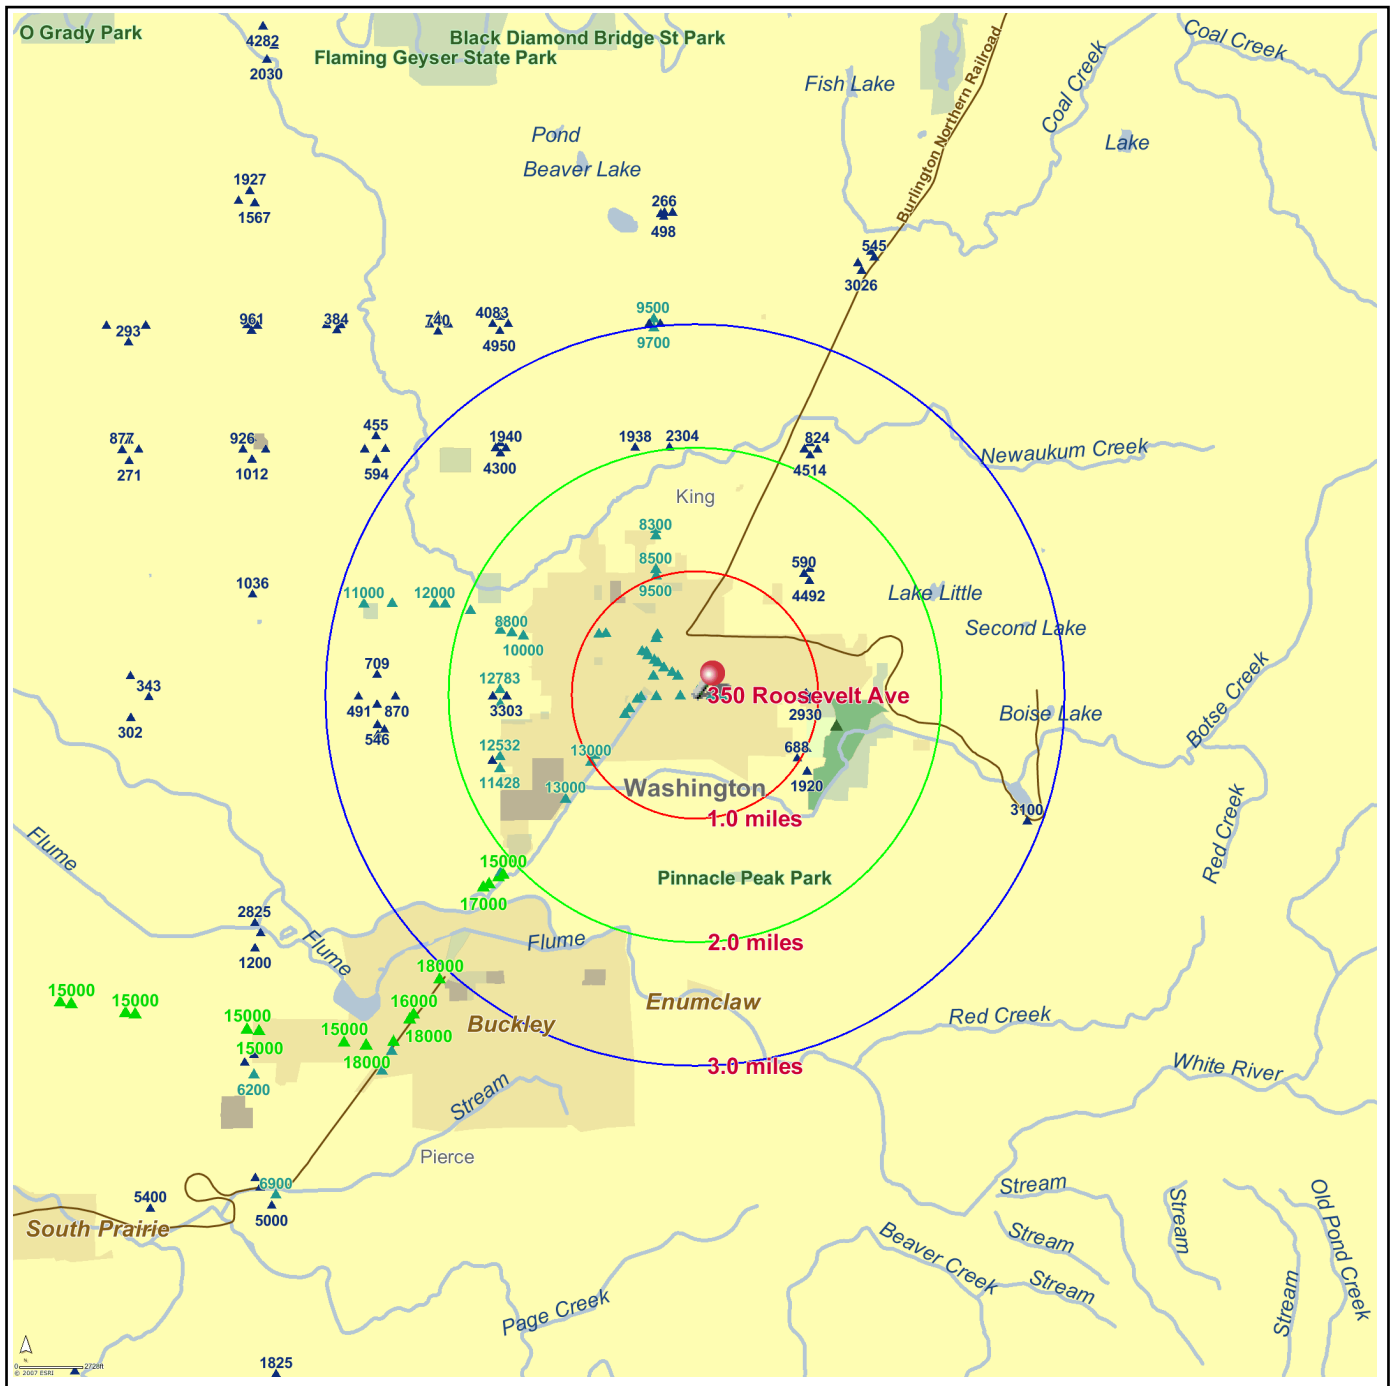 O Grady Park
4282
2030
Black Diamond Bridge St Park
Flaming Geyser State Park
Burlington Northern Railroad
Coal Creek
Coal Creek
Fish Lake
Lake
Pond
Beaver Lake
1927
1567
266
498
545
3026
293
961
384
740
4083
4950
9500
9700
877
271
926
1012
455
594
1940
4300
1938
2304
824
4514
Newaukum Creek
King
8300
8500
9500
590
4492
1036
11000
12000
8800
10000
Lake Little
Second Lake
343
302
709
491
870
546
12783
3303
350 Roosevelt Ave
2930
Boise Lake
Botse Creek
12532
11428
13000
13000
688
1920
Washington
1.0 miles
3100
Red Creek
Flume
15000
17000
Pinnacle Peak Park
2825
1200
Flume
Flume
2.0 miles
18000
15000
15000
15000
15000
6200
15000
18000
16000
18000
Buckley
Enumclaw
Red Creek
3.0 miles
White River
Stream
Pierce
6900
5000
5400
South Prairie
Stream
Stream
Stream
Stream
Stream
Old Pond Creek
Beaver Creek
Page Creek
1825
N
0
2728ft
© 2007 ESRI